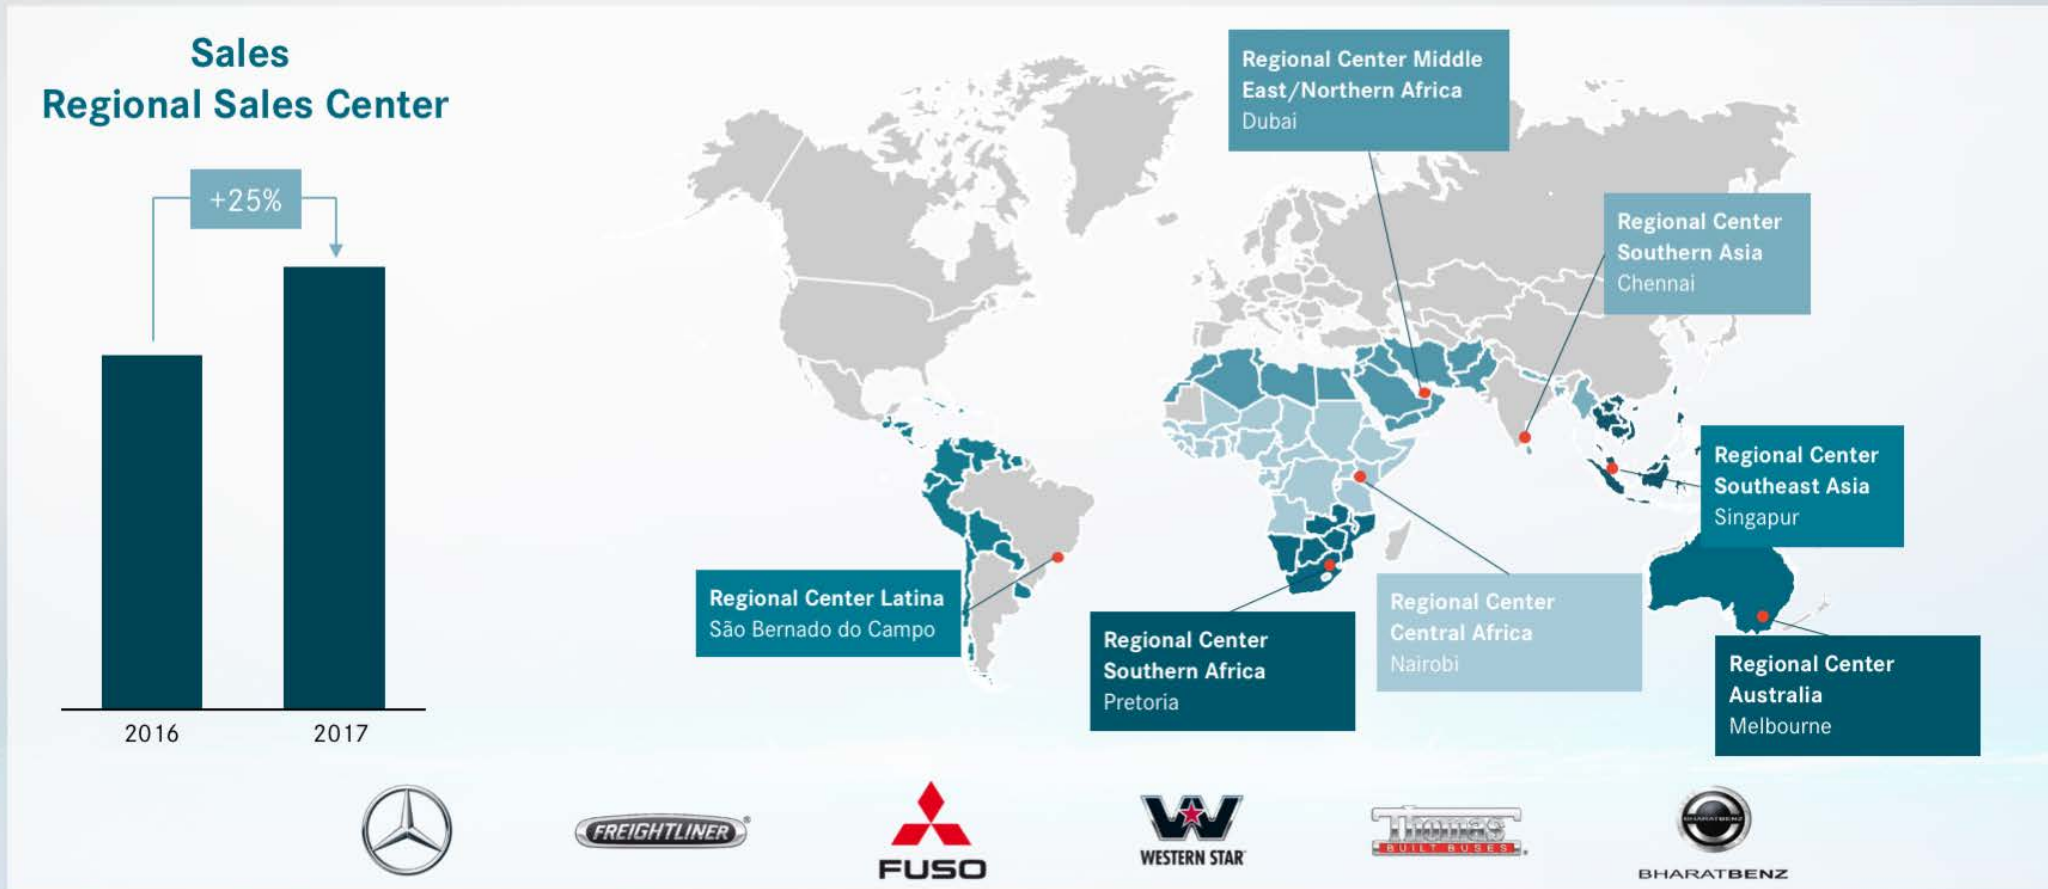 Sales
Regional Sales Center
+25%
2016
2017
Regional Center Middle
East/Northern Africa
Dubai
Regional Center
Southern Asia
Chennai
Regional Center
Southeast Asia
Singapur
Regional Center Latina
São Bernado do Campo
Regional Center
Southern Africa
Pretoria
Regional Center
Central Africa
Nairobi
Regional Center
Australia
Melbourne
FREIGHTLINER
®
FUSO
WESTERN STAR
Thomas
BUILT BUSES
BHARATBENZ
BHARATBENZ